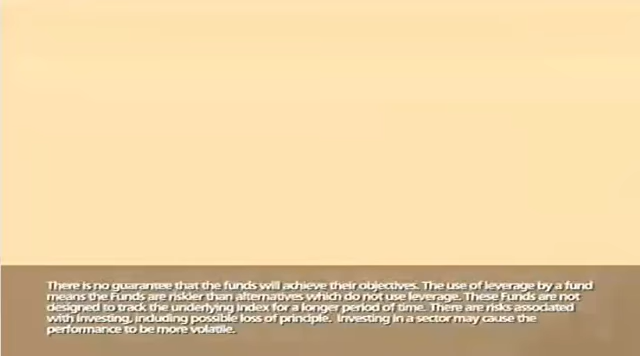 There is no guarantee that the funds will achieve their objectives. The use of leverage by a fund
means the Funds are riskier than alternatives which do not use leverage. These Funds are not
designed to track the underlying index for a longer period of time. There are risks associated
with investing, including possible loss of principle. Investing in a sector may cause the
performance to be more volatile.